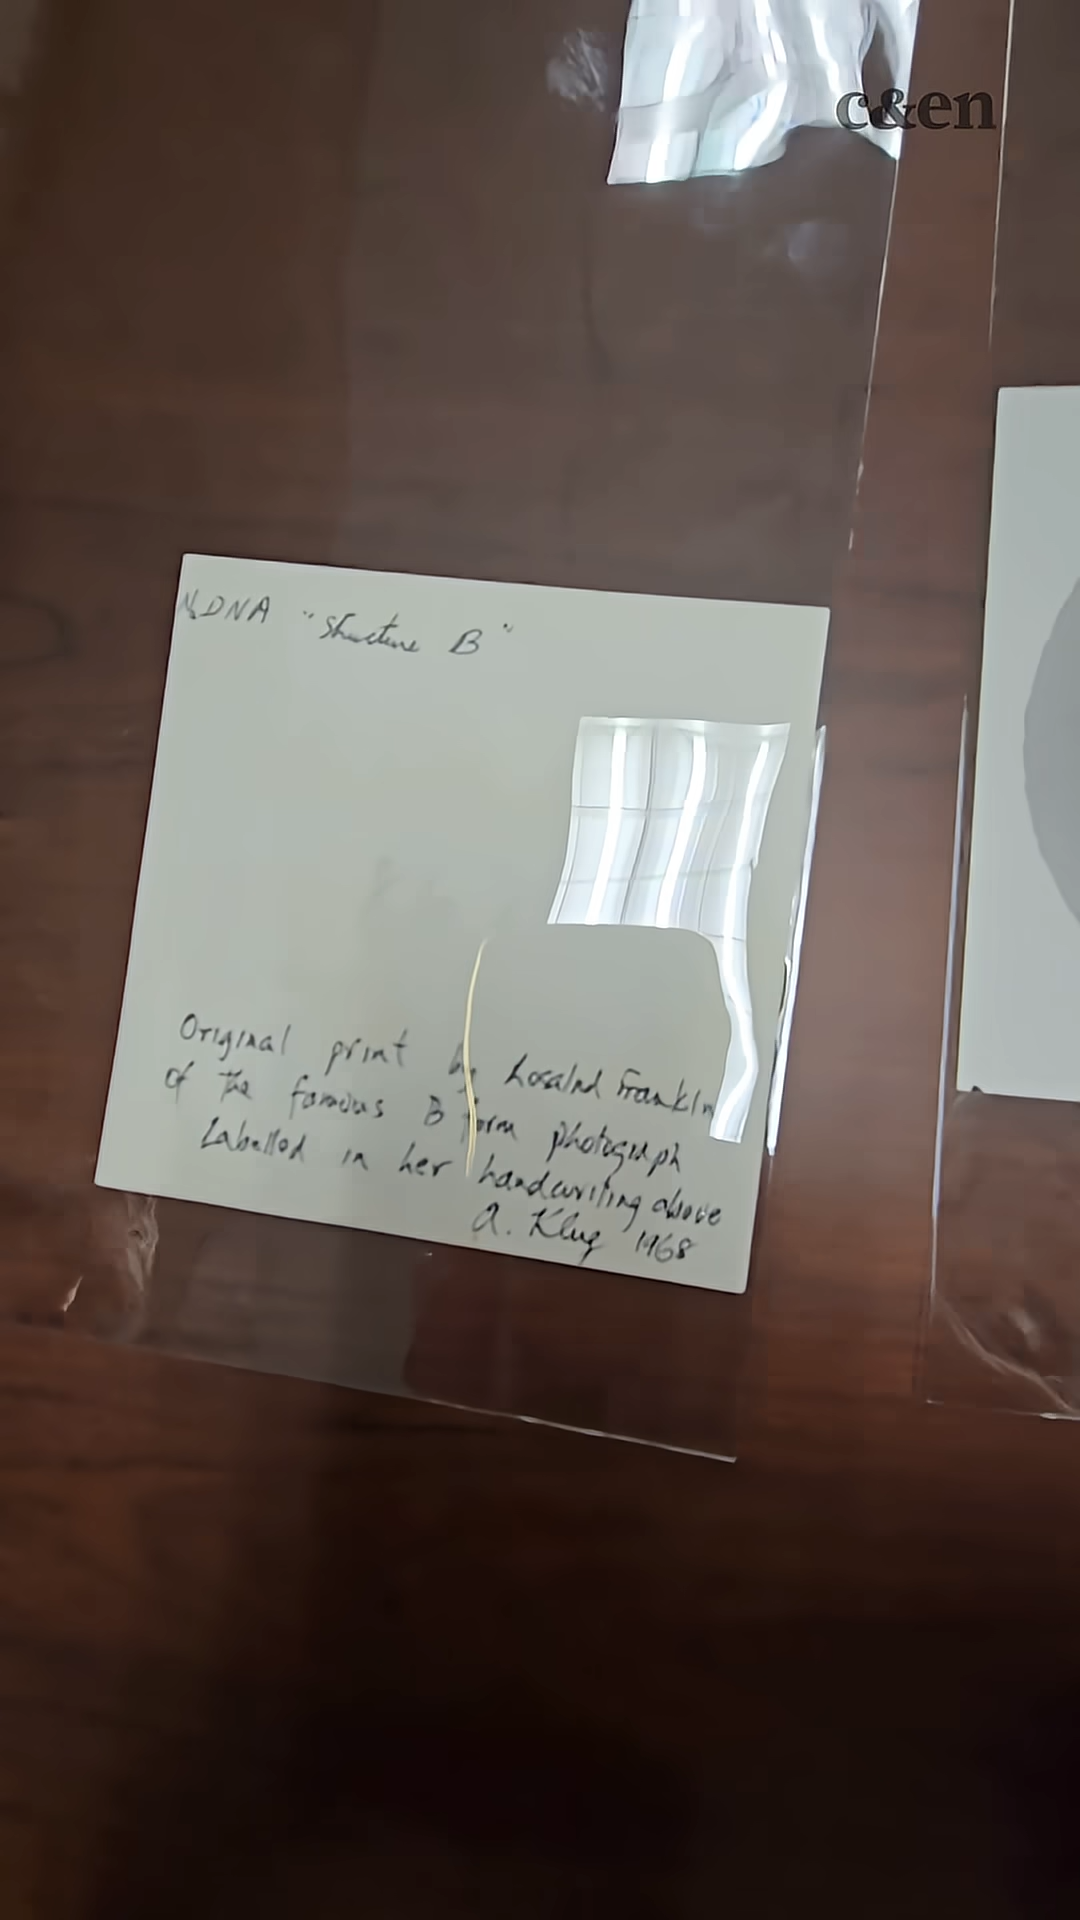 c&en
NaDNA "Structure B"
Original print by Rosalind Franklin
of the famous B form photograph
Labelled in her handwriting above
A. Klug 1968